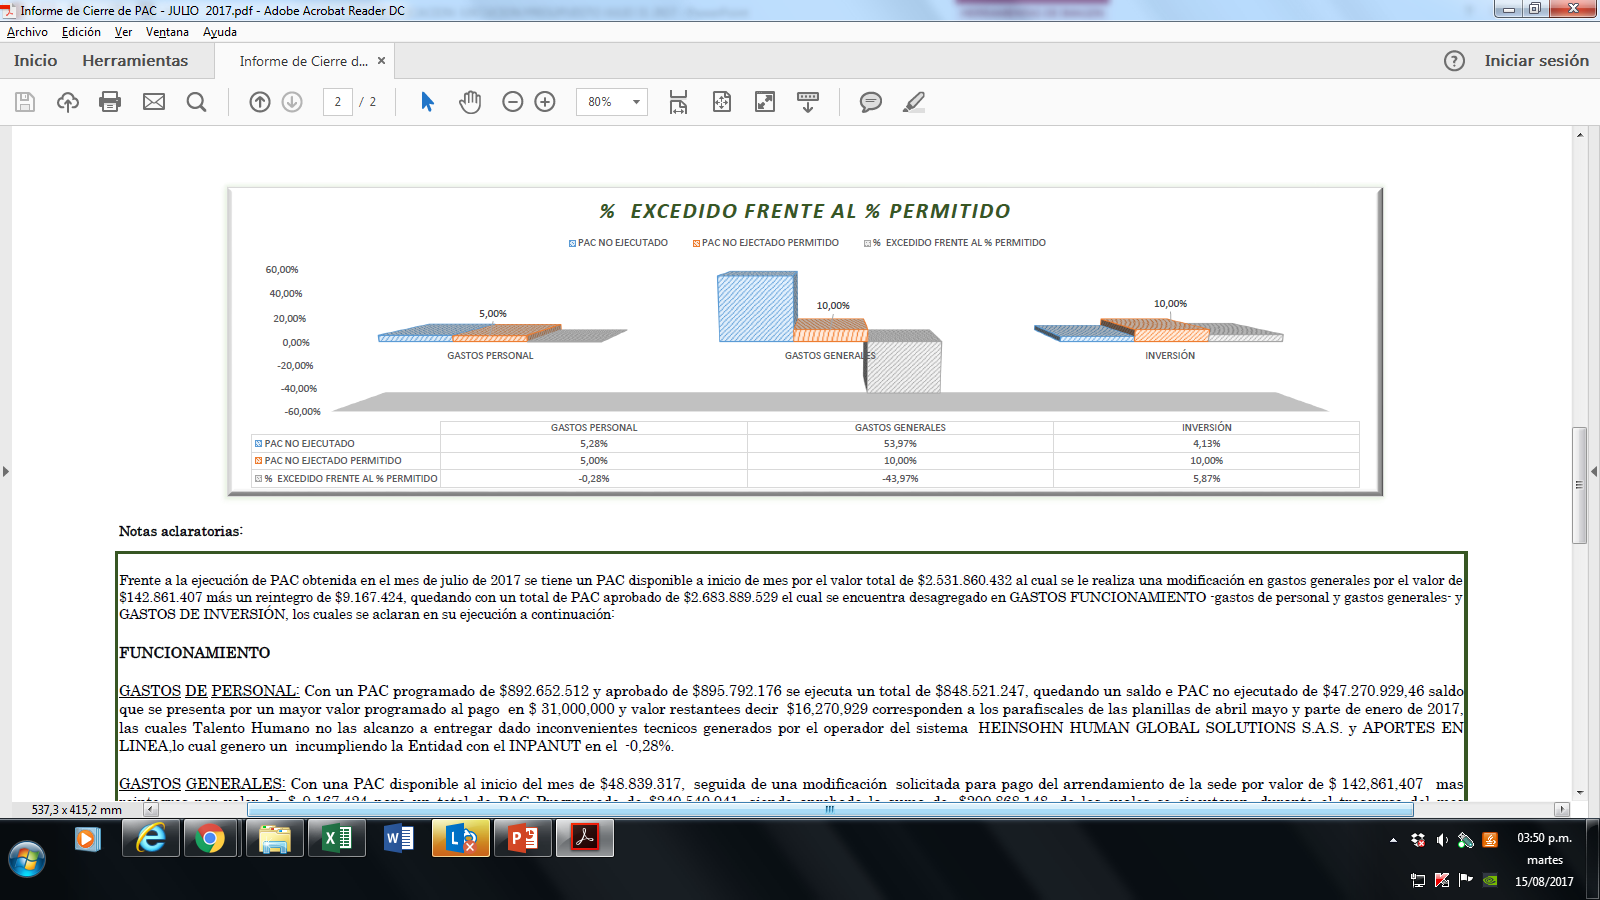 Informe de Cierre de PAC - JULIO  2017.pdf - Adobe Acrobat Reader DC
Archivo Edición Ver Ventana Ayuda
Inicio Herramientas Informe de Cierre d... × ? Iniciar sesión
2 / 2 80%
% EXCEDIDO FRENTE AL % PERMITIDO
PAC NO EJECUTADO PAC NO EJECTADO PERMITIDO % EXCEDIDO FRENTE AL % PERMITIDO
60,00%
40,00%
20,00%
0,00%
-20,00%
-40,00%
-60,00%
5,00% 10,00% 10,00%
GASTOS PERSONAL GASTOS GENERALES INVERSIÓN
GASTOS PERSONAL GASTOS GENERALES INVERSIÓN
PAC NO EJECUTADO 5,28% 53,97% 4,13%
PAC NO EJECTADO PERMITIDO 5,00% 10,00% 10,00%
% EXCEDIDO FRENTE AL % PERMITIDO -0,28% -43,97% 5,87%
Notas aclaratorias:
Frente a la ejecución de PAC obtenida en el mes de julio de 2017 se tiene un PAC disponible a inicio de mes por el valor total de $2.531.860.432 al cual se le realiza una modificación en gastos generales por el valor de
$142.861.407 más un reintegro de $9.167.424, quedando con un total de PAC aprobado de $2.683.889.529 el cual se encuentra desagregado en GASTOS FUNCIONAMIENTO -gastos de personal y gastos generales- y
GASTOS DE INVERSIÓN, los cuales se aclaran en su ejecución a continuación:
FUNCIONAMIENTO
GASTOS DE PERSONAL: Con un PAC programado de $892.652.512 y aprobado de $895.792.176 se ejecuta un total de $848.521.247, quedando un saldo e PAC no ejecutado de $47.270.929,46 saldo
que se presenta por un mayor valor programado al pago en $ 31,000,000 y valor restantees decir $16,270,929 corresponden a los parafiscales de las planillas de abril mayo y parte de enero de 2017,
las cuales Talento Humano no las alcanzo a entregar dado inconvenientes tecnicos generados por el operador del sistema HEINSOHN HUMAN GLOBAL SOLUTIONS S.A.S. y APORTES EN
LINEA,lo cual genero un incumpliendo la Entidad con el INPANUT en el -0,28%.
GASTOS GENERALES: Con una PAC disponible al inicio del mes de $48.839.317, seguida de una modificación solicitada para pago del arrendamiento de la sede por valor de $ 142,861,407 mas
537,3 x 415,2 mm
03:50 p.m.
martes
15/08/2017